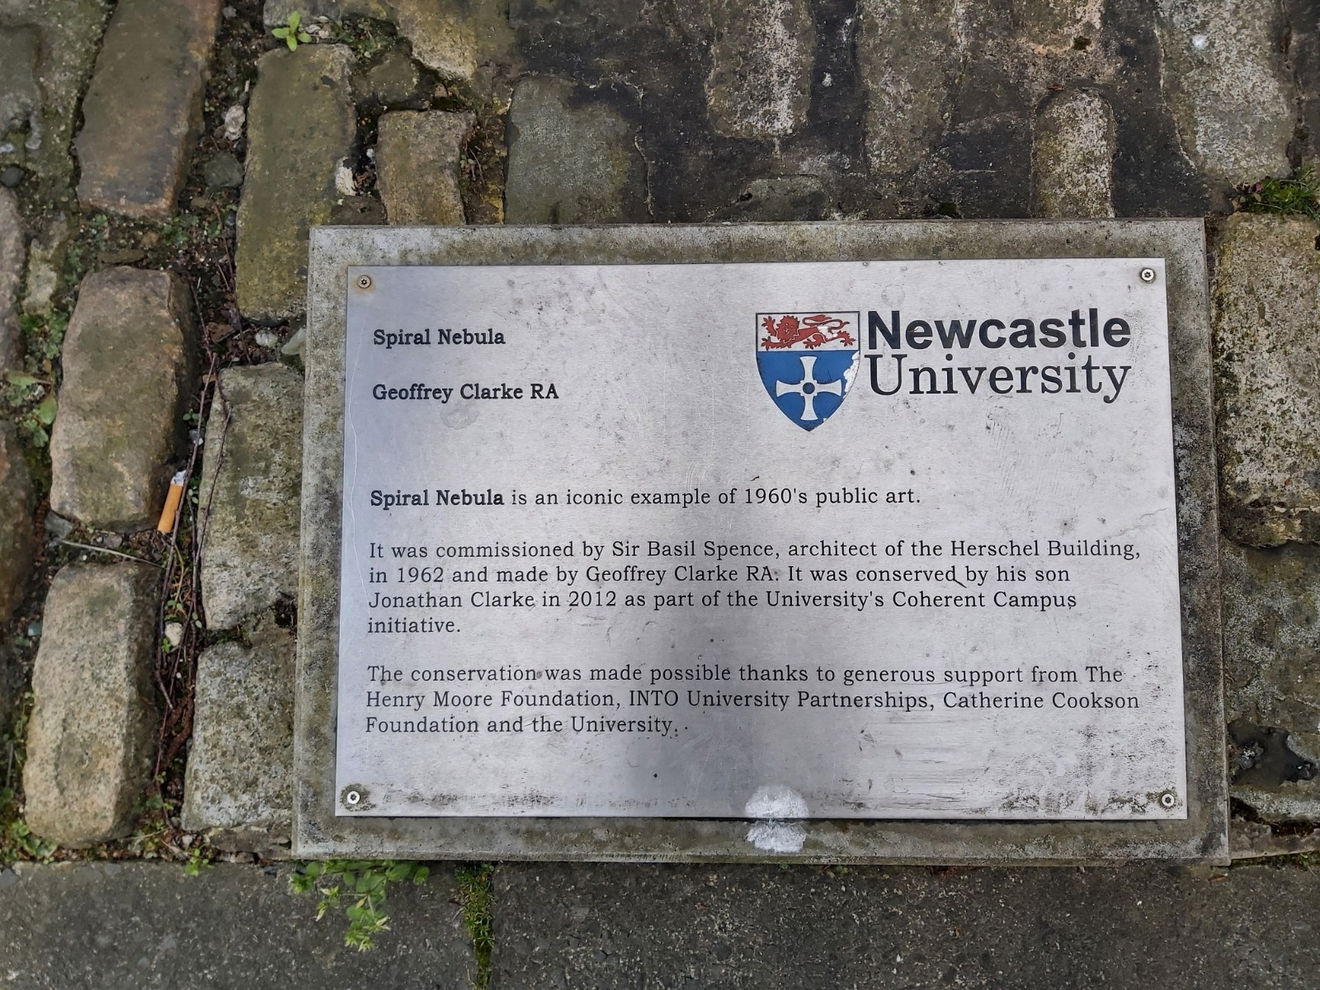 Spiral Nebula
Geoffrey Clarke RA
Newcastle
University
Spiral Nebula is an iconic example of 1960's public art.
It was commissioned by Sir Basil Spence, architect of the Herschel Building,
in 1962 and made by Geoffrey Clarke RA. It was conserved by his son
Jonathan Clarke in 2012 as part of the University's Coherent Campus
initiative.
The conservation was made possible thanks to generous support from The
Henry Moore Foundation, INTO University Partnerships, Catherine Cookson
Foundation and the University.